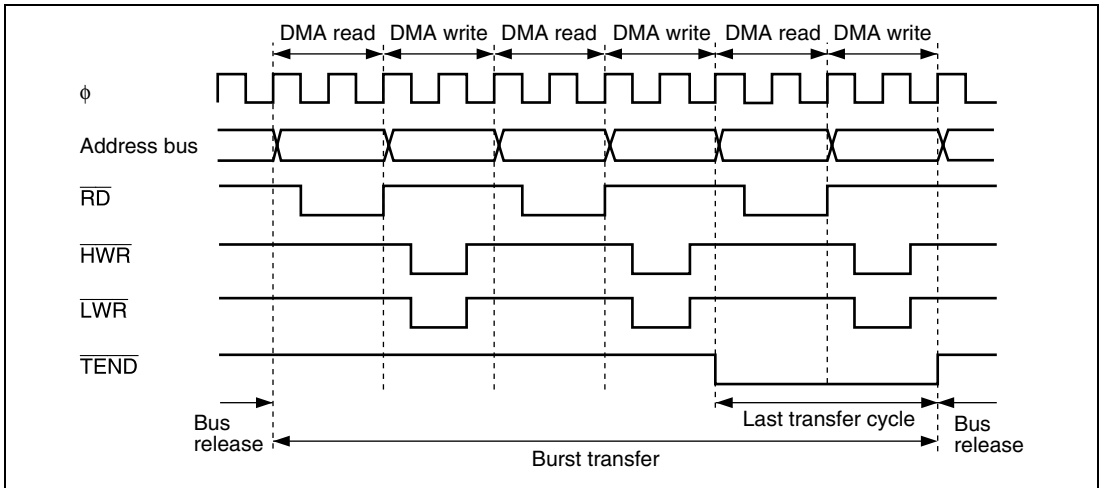 DMA read DMA write DMA read DMA write DMA read DMA write
ϕ
Address bus
RD
HWR
LWR
TEND
Bus release
Last transfer cycle
Bus release
Burst transfer